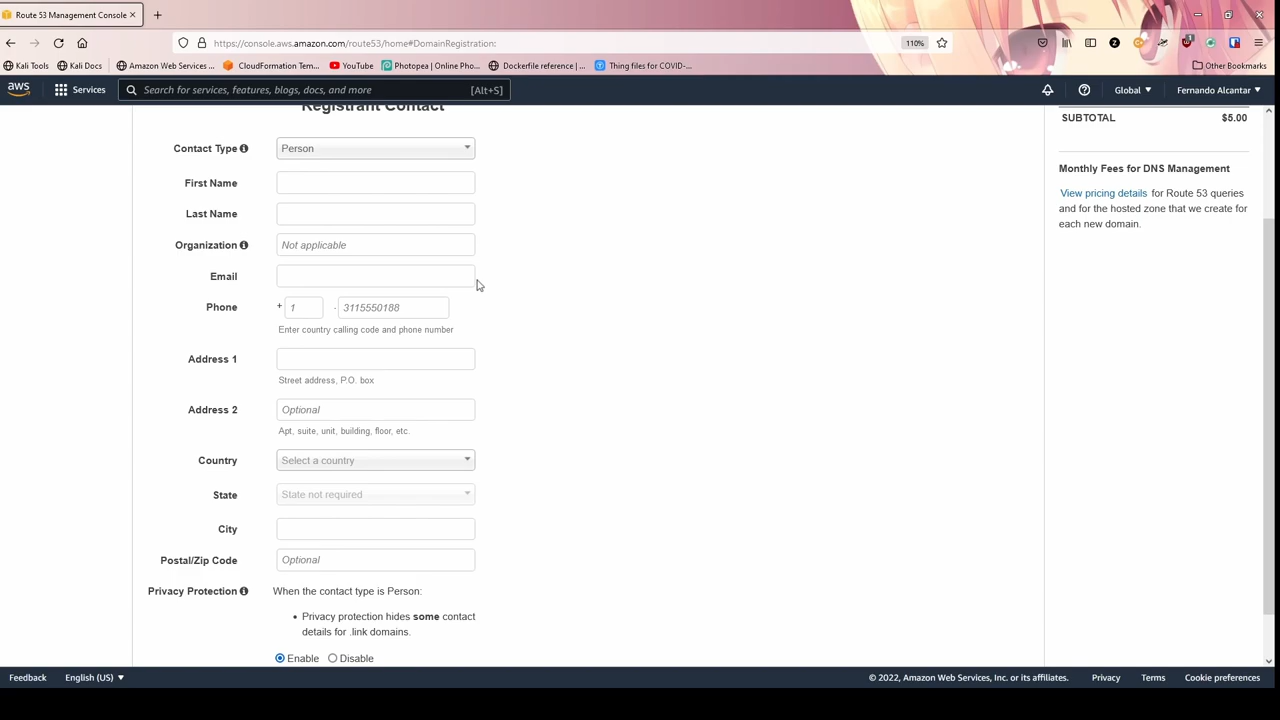 Route 53 Management Console
https://console.aws.amazon.com/route53/home#DomainRegistration:
110%
Kali Tools
Kali Docs
Amazon Web Services ...
CloudFormation Tem...
YouTube
Photopea | Online Pho...
Dockerfile reference | ...
Thing files for COVID-...
Other Bookmarks
aws
Services
Search for services, features, blogs, docs, and more
[Alt+S]
Global
Fernando Alcantar
Registrant Contact
Contact Type
Person
First Name
Last Name
Organization
Not applicable
Email
Phone
+ 1 . 3115550188
Enter country calling code and phone number
Address 1
Street address, P.O. box
Address 2
Optional
Apt, suite, unit, building, floor, etc.
Country
Select a country
State
State not required
City
Postal/Zip Code
Optional
Privacy Protection
When the contact type is Person:
• Privacy protection hides some contact
details for .link domains.
Enable
Disable
SUBTOTAL
$5.00
Monthly Fees for DNS Management
View pricing details for Route 53 queries
and for the hosted zone that we create for
each new domain.
Feedback
English (US)
© 2022, Amazon Web Services, Inc. or its affiliates.
Privacy
Terms
Cookie preferences